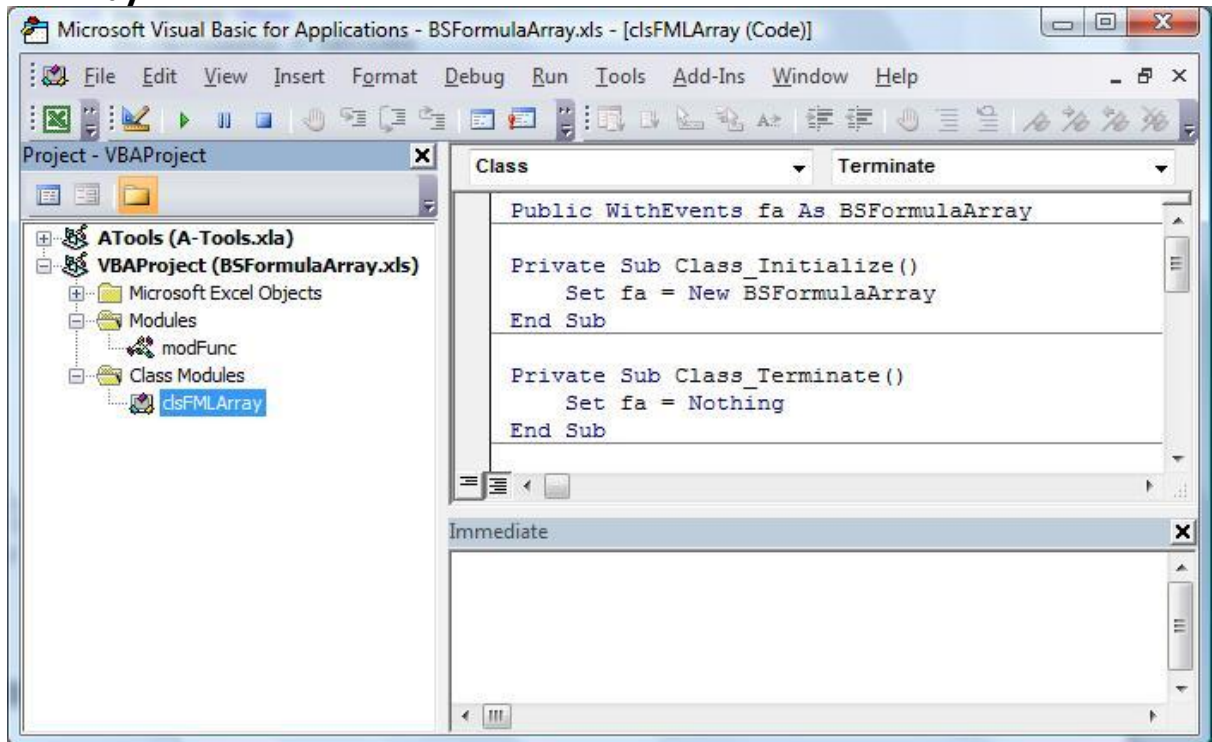 Microsoft Visual Basic for Applications - BSFormulaArray.xls - [clsFMLArray (Code)]
File Edit View Insert Format Debug Run Tools Add-Ins Window Help
Project - VBAProject
Class Terminate
ATools (A-Tools.xla)
VBAProject (BSFormulaArray.xls)
Microsoft Excel Objects
Modules
modFunc
Class Modules
clsFMLArray
Public WithEvents fa As BSFormulaArray
Private Sub Class_Initialize()
Set fa = New BSFormulaArray
End Sub
Private Sub Class_Terminate()
Set fa = Nothing
End Sub
Immediate